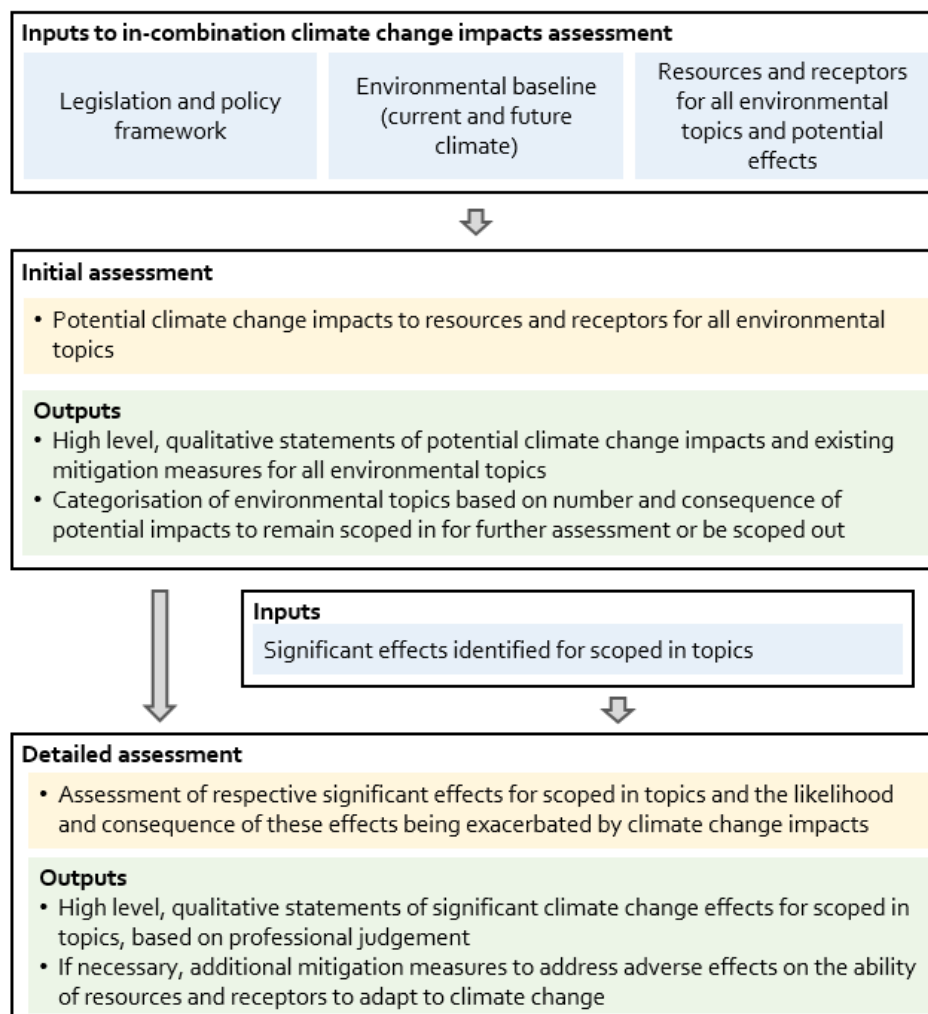 Inputs to in-combination climate change impacts assessment
Legislation and policy
framework
Environmental baseline
(current and future
climate)
Resources and receptors
for all environmental
topics and potential
effects
Initial assessment
• Potential climate change impacts to resources and receptors for all environmental
topics
Outputs
• High level, qualitative statements of potential climate change impacts and existing
mitigation measures for all environmental topics
• Categorisation of environmental topics based on number and consequence of
potential impacts to remain scoped in for further assessment or be scoped out
Inputs
Significant effects identified for scoped in topics
Detailed assessment
• Assessment of respective significant effects for scoped in topics and the likelihood
and consequence of these effects being exacerbated by climate change impacts
Outputs
• High level, qualitative statements of significant climate change effects for scoped in
topics, based on professional judgement
• If necessary, additional mitigation measures to address adverse effects on the ability
of resources and receptors to adapt to climate change